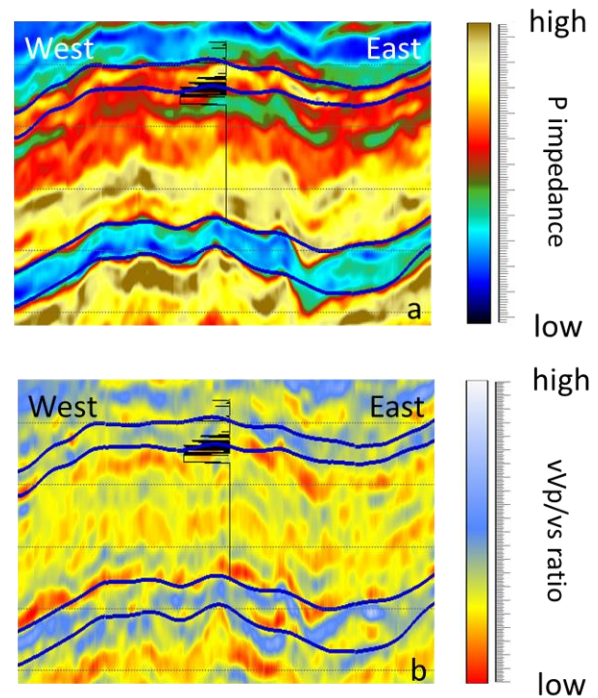 West
East
high
P impedance
low
a
West
East
high
vVp/vs ratio
low
b